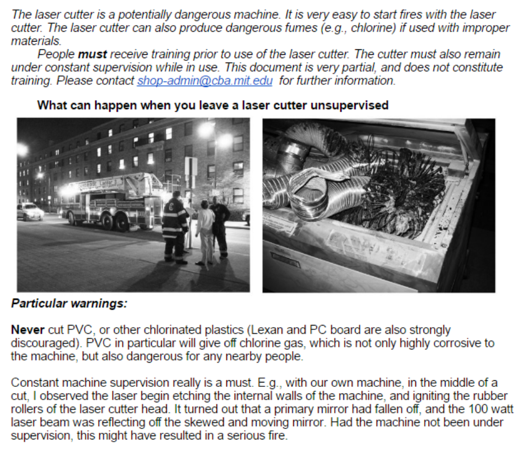 The laser cutter is a potentially dangerous machine. It is very easy to start fires with the laser
cutter. The laser cutter can also produce dangerous fumes (e.g., chlorine) if used with improper
materials.
People must receive training prior to use of the laser cutter. The cutter must also remain
under constant supervision while in use. This document is very partial, and does not constitute
training. Please contact shop-admin@cba.mit.edu for further information.
What can happen when you leave a laser cutter unsupervised
Particular warnings:
Never cut PVC, or other chlorinated plastics (Lexan and PC board are also strongly
discouraged). PVC in particular will give off chlorine gas, which is not only highly corrosive to
the machine, but also dangerous for any nearby people.
Constant machine supervision really is a must. E.g., with our own machine, in the middle of a
cut, I observed the laser begin etching the internal walls of the machine, and igniting the rubber
rollers of the laser cutter head. It turned out that a primary mirror had fallen off, and the 100 watt
laser beam was reflecting off the skewed and moving mirror. Had the machine not been under
supervision, this might have resulted in a serious fire.